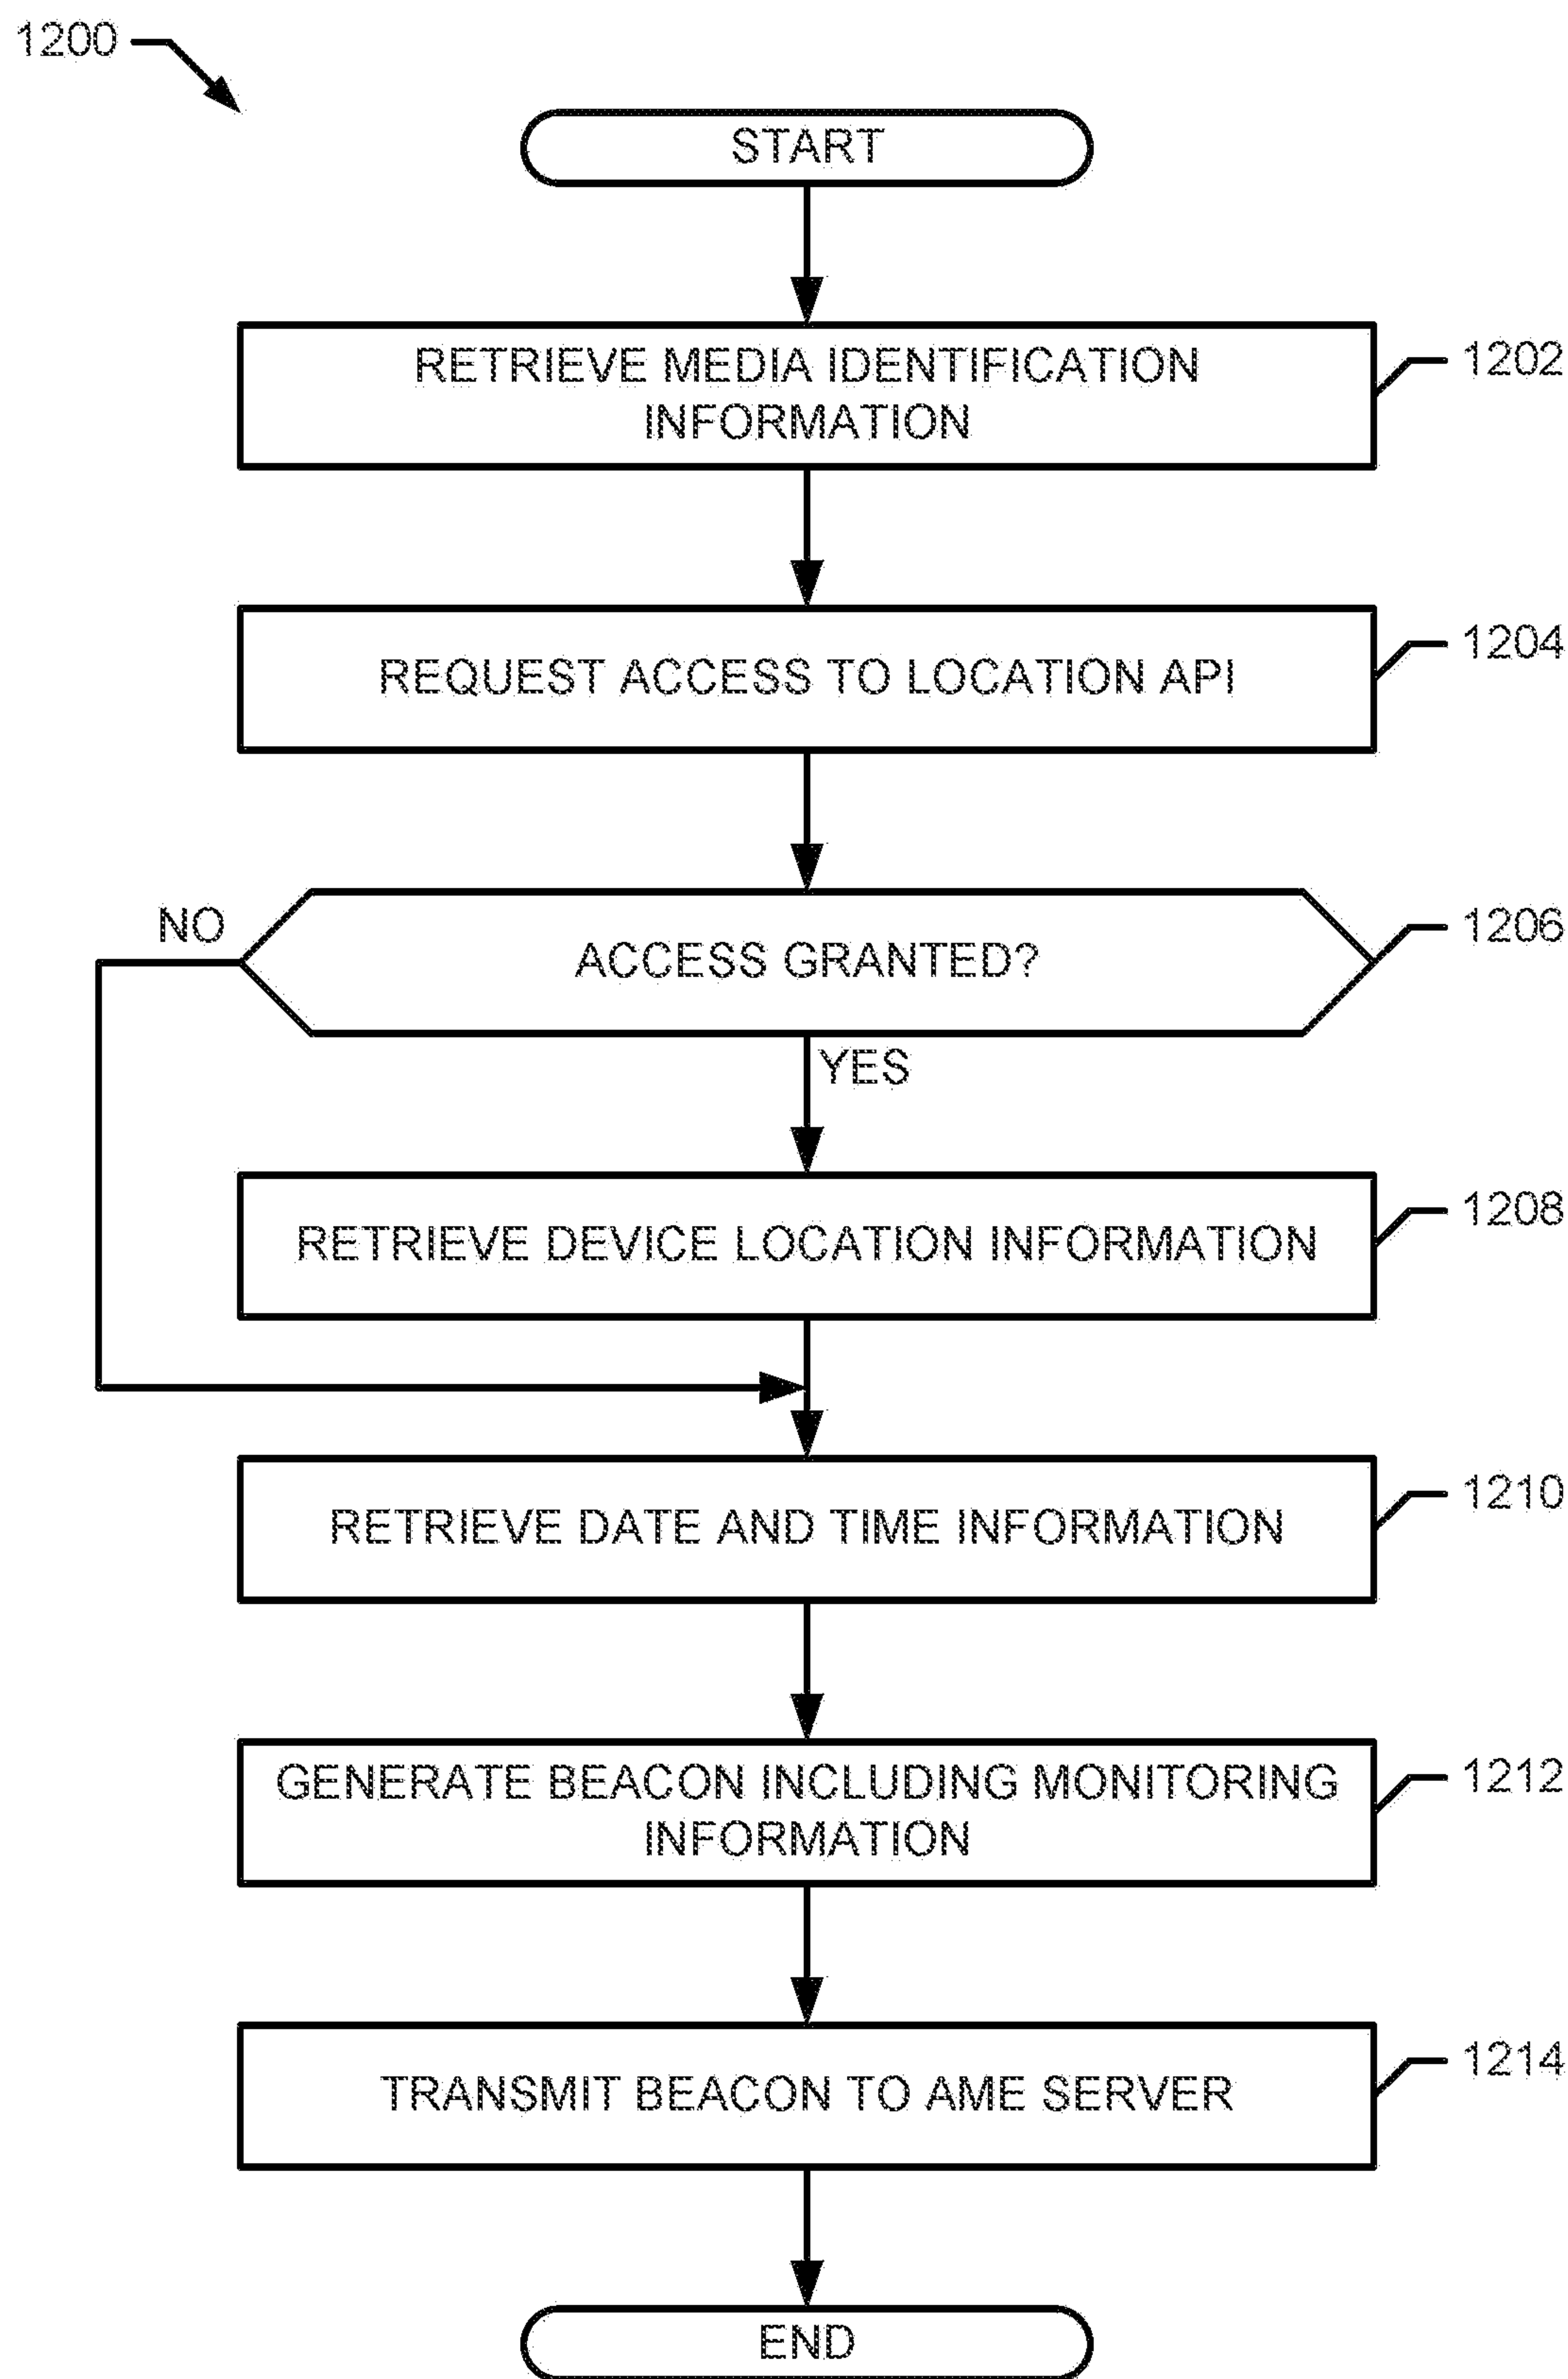 1200
START
RETRIEVE MEDIA IDENTIFICATION
INFORMATION
1202
REQUEST ACCESS TO LOCATION API
1204
NO
ACCESS GRANTED?
1206
YES
RETRIEVE DEVICE LOCATION INFORMATION
1208
RETRIEVE DATE AND TIME INFORMATION
1210
GENERATE BEACON INCLUDING MONITORING
INFORMATION
1212
TRANSMIT BEACON TO AME SERVER
1214
END